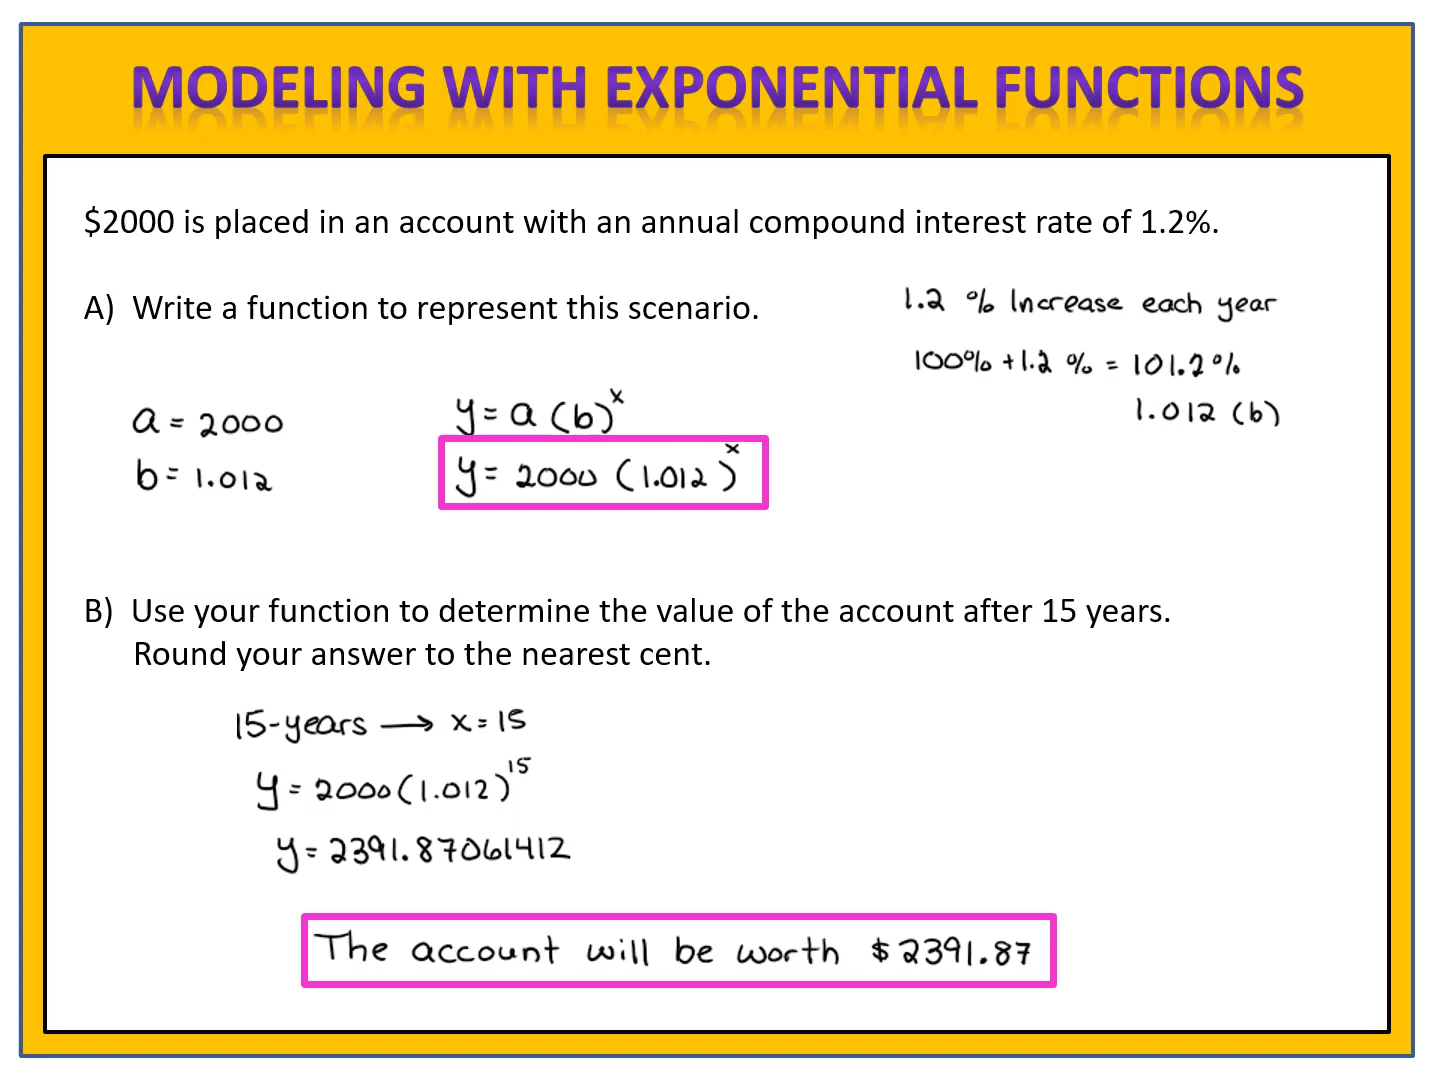 MODELING WITH EXPONENTIAL FUNCTIONS
$2000 is placed in an account with an annual compound interest rate of 1.2%.
A) Write a function to represent this scenario.
1.2 % Increase each year
100% + 1.2 % = 101.2%
1.012 (b)
a = 2000
b = 1.012
y = a (b)^x
y = 2000 (1.012)^x
B) Use your function to determine the value of the account after 15 years.
Round your answer to the nearest cent.
15-years → x = 15
y = 2000 (1.012)^15
y = 2391.87061412
The account will be worth $2391.87